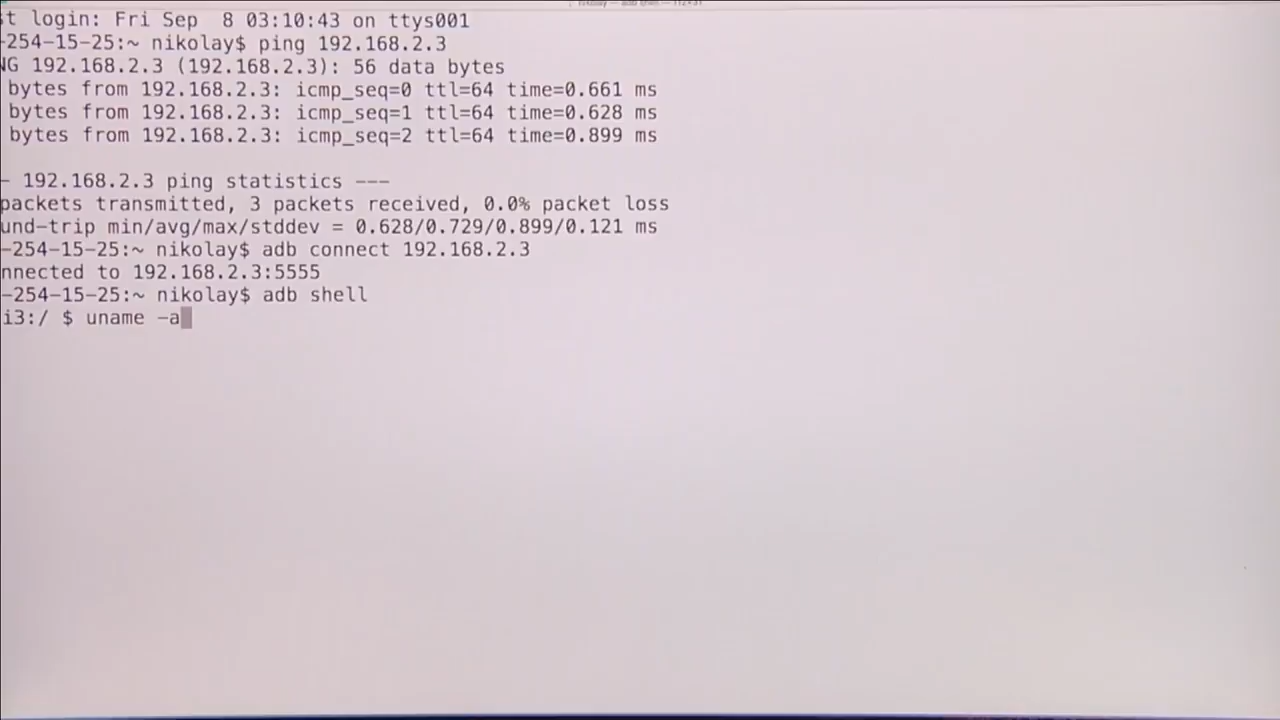 st login: Fri Sep  8 03:10:43 on ttys001
-254-15-25:~ nikolay$ ping 192.168.2.3
NG 192.168.2.3 (192.168.2.3): 56 data bytes
bytes from 192.168.2.3: icmp_seq=0 ttl=64 time=0.661 ms
bytes from 192.168.2.3: icmp_seq=1 ttl=64 time=0.628 ms
bytes from 192.168.2.3: icmp_seq=2 ttl=64 time=0.899 ms
- 192.168.2.3 ping statistics ---
packets transmitted, 3 packets received, 0.0% packet loss
und-trip min/avg/max/stddev = 0.628/0.729/0.899/0.121 ms
-254-15-25:~ nikolay$ adb connect 192.168.2.3
nnected to 192.168.2.3:5555
-254-15-25:~ nikolay$ adb shell
i3:/ $ uname -a